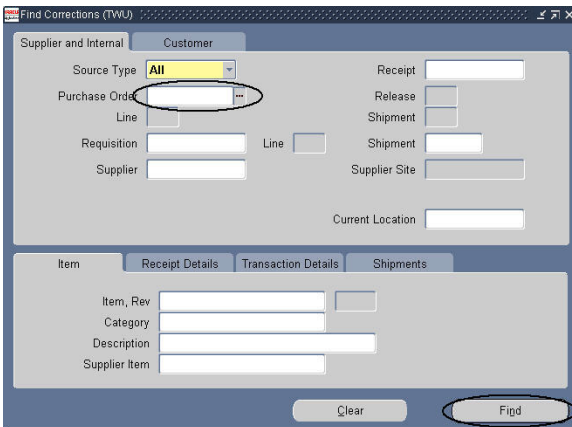 Find Corrections (TWU)
Supplier and Internal Customer
Source Type All Receipt
Purchase Order ... Release
Line Shipment
Requisition Line Shipment
Supplier Supplier Site
Current Location
Item Receipt Details Transaction Details Shipments
Item, Rev
Category
Description
Supplier Item
Clear Find